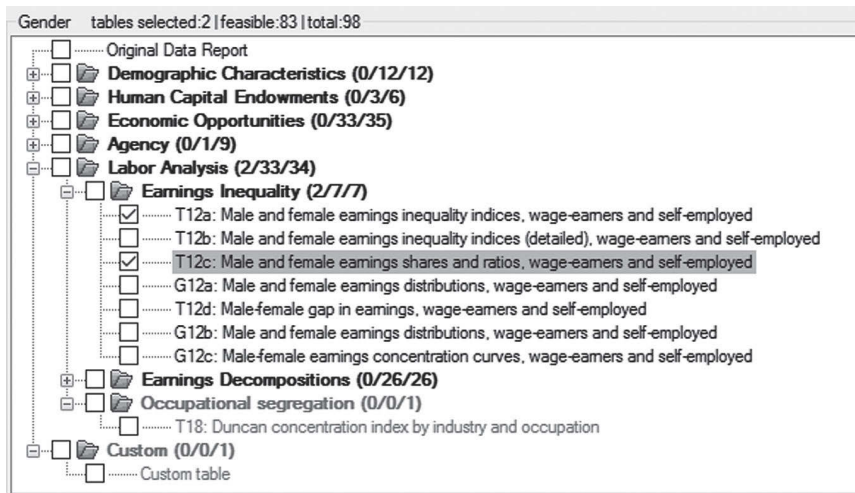 Gender tables selected:2 | feasible:83 | total:98
Original Data Report
Demographic Characteristics (0/12/12)
Human Capital Endowments (0/3/6)
Economic Opportunities (0/33/35)
Agency (0/1/9)
Labor Analysis (2/33/34)
Earnings Inequality (2/7/7)
T12a: Male and female earnings inequality indices, wage-earners and self-employed
T12b: Male and female earnings inequality indices (detailed), wage-earners and self-employed
T12c: Male and female earnings shares and ratios, wage-earners and self-employed
G12a: Male and female earnings distributions, wage-earners and self-employed
T12d: Male-female gap in earnings, wage-earners and self-employed
G12b: Male and female earnings distributions, wage-earners and self-employed
G12c: Male-female earnings concentration curves, wage-earners and self-employed
Earnings Decompositions (0/26/26)
Occupational segregation (0/0/1)
T18: Duncan concentration index by industry and occupation
Custom (0/0/1)
Custom table